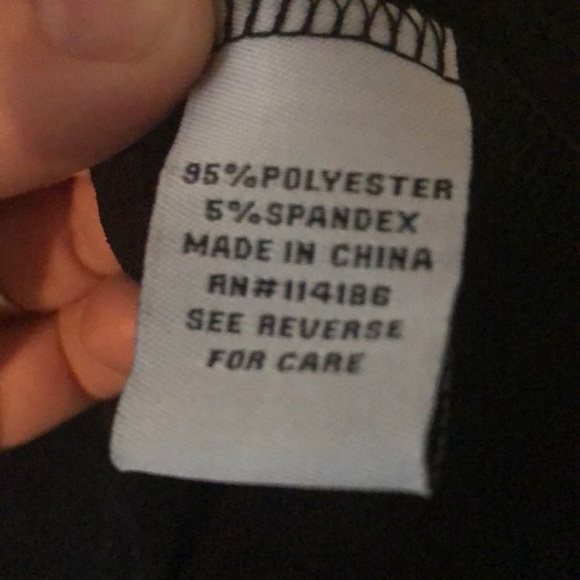 95%POLYESTER
5%SPANDEX
MADE IN CHINA
RN#114186
SEE REVERSE
FOR CARE